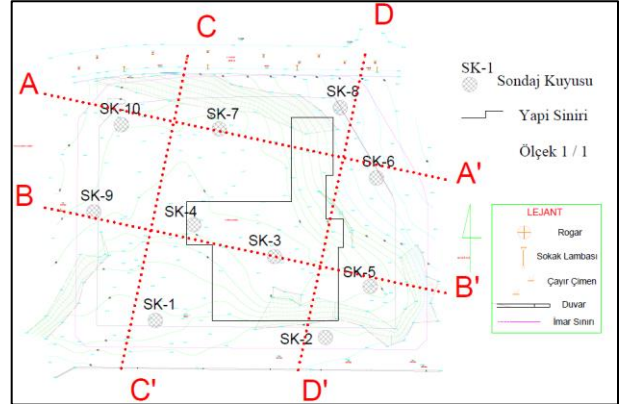 C
D
A
SK-8
SK-10
SK-7
SK-6
A'
B
SK-9
SK-4
SK-3
SK-5
B'
SK-1
SK-2
C'
D'
SK-1 Sondaj Kuyusu
Yapi Siniri
Ölçek 1 / 1
LEJANT
Rogar
Sokak Lambası
Çayır Çimen
Duvar
İmar Sınırı